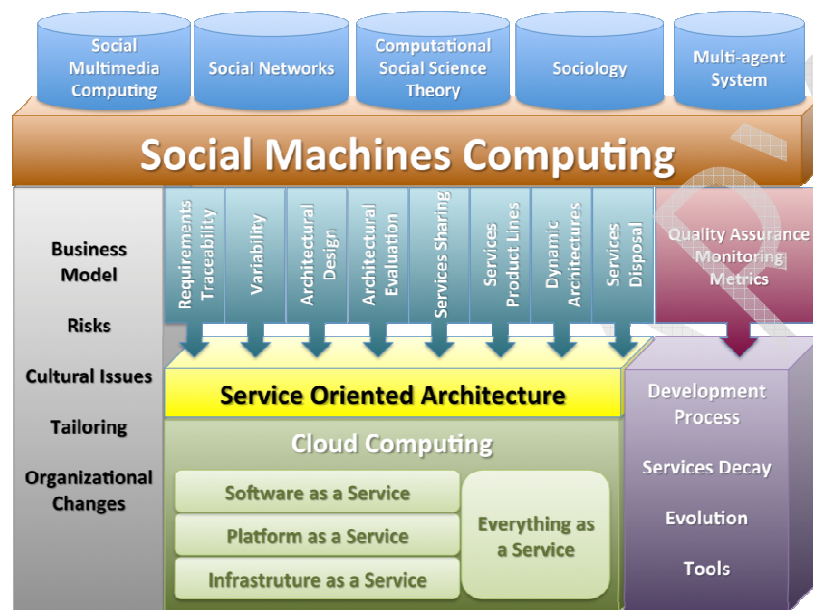 Social
Multimedia
Computing
Social Networks
Computational
Social Science
Theory
Sociology
Multi-agent
System
Social Machines Computing
Business
Model
Risks
Cultural Issues
Tailoring
Organizational
Changes
Requirements
Traceability
Variability
Architectural
Design
Architectural
Evaluation
Services Sharing
Services
Product Lines
Dynamic
Architectures
Services
Disposal
Quality Assurance
Monitoring
Metrics
Service Oriented Architecture
Cloud Computing
Software as a Service
Platform as a Service
Infrastruture as a Service
Everything as
a Service
Development
Process
Services Decay
Evolution
Tools